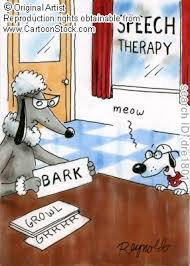 © Original Artist
Reproduction rights obtainable from
www.CartoonStock.com
SPEECH
THERAPY
meow
BARK
GROWL
GRRRR
Reynolds